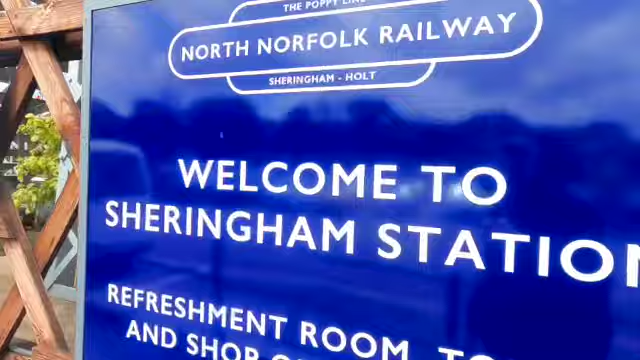 THE POPPY LINE
NORTH NORFOLK RAILWAY
SHERINGHAM - HOLT
WELCOME TO
SHERINGHAM STATION
REFRESHMENT ROOM
AND SHOP